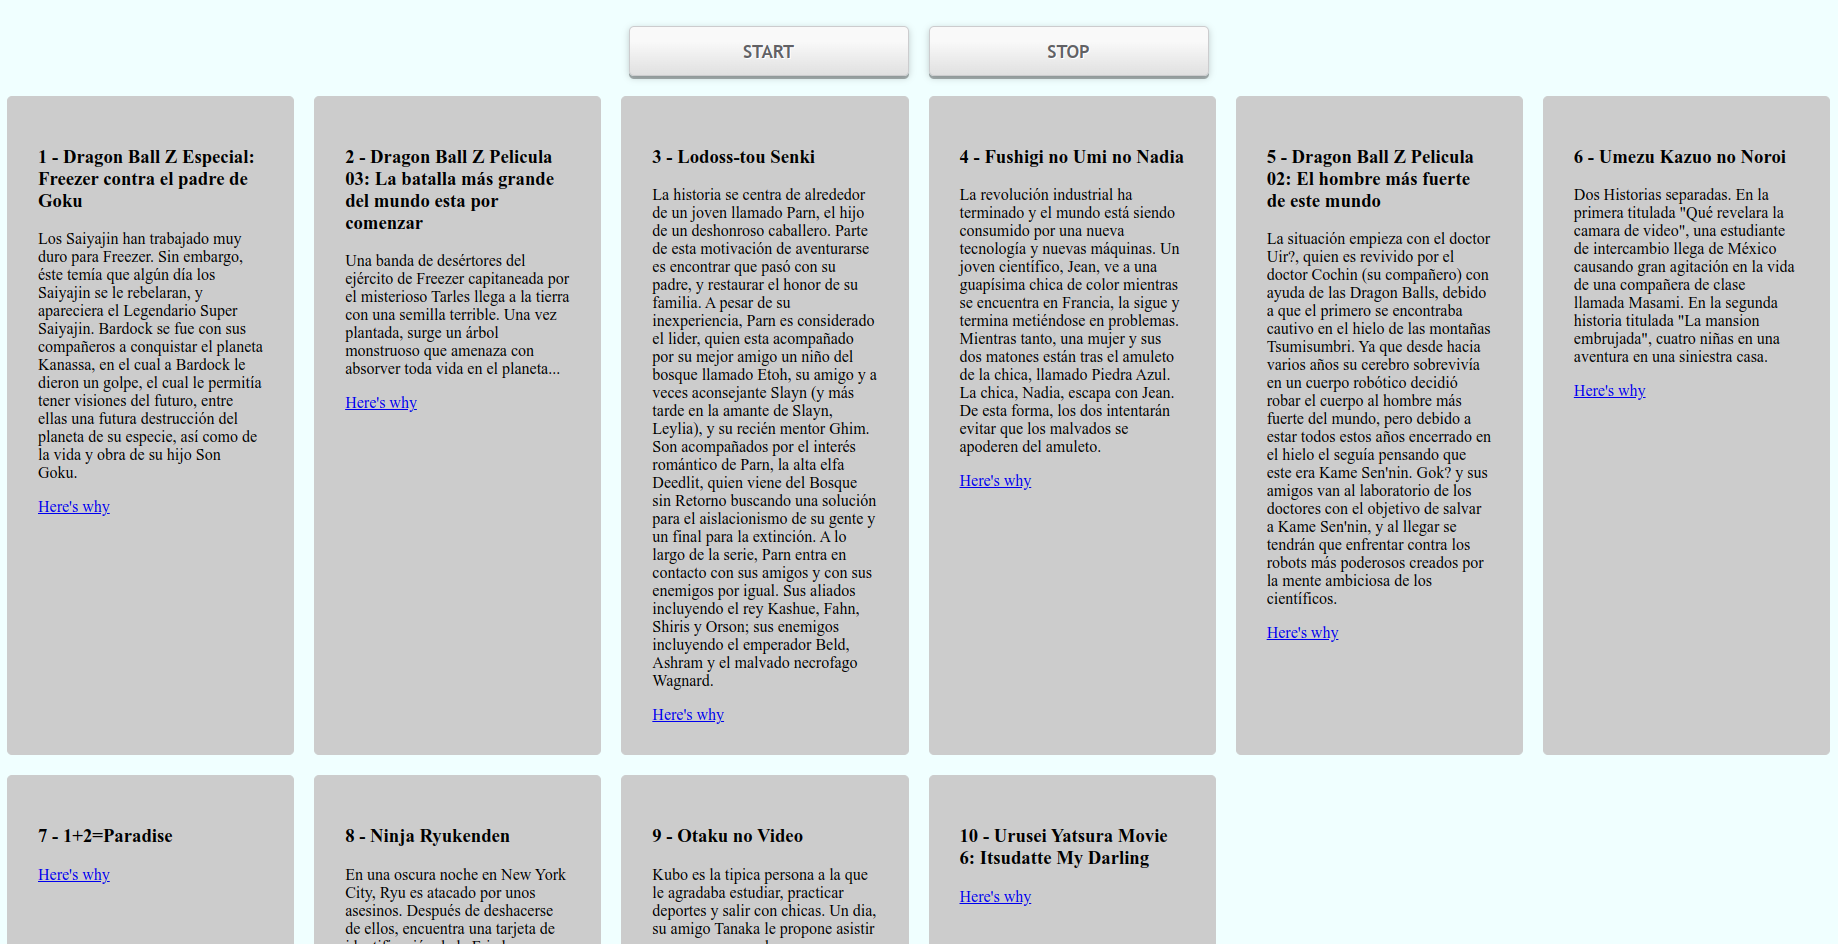 START
STOP
1 - Dragon Ball Z Especial:
Freezer contra el padre de
Goku
Los Saiyajin han trabajado muy
duro para Freezer. Sin embargo,
éste temía que algún día los
Saiyajin se le rebelaran, y
apareciera el Legendario Super
Saiyajin. Bardock se fue con sus
compañeros a conquistar el planeta
Kanassa, en el cual a Bardock le
dieron un golpe, el cual le permitía
tener visiones del futuro, entre
ellas una futura destrucción del
planeta de su especie, así como de
la vida y obra de su hijo Son
Goku.
Here's why
2 - Dragon Ball Z Pelicula
03: La batalla más grande
del mundo esta por
comenzar
Una banda de desértores del
ejército de Freezer capitaneada por
el misterioso Tarles llega a la tierra
con una semilla terrible. Una vez
plantada, surge un árbol
monstruoso que amenaza con
absorver toda vida en el planeta...
Here's why
3 - Lodoss-tou Senki
La historia se centra de alrededor
de un joven llamado Parn, el hijo
de un deshonroso caballero. Parte
de esta motivación de aventurarse
es encontrar que pasó con su
padre, y restaurar el honor de su
familia. A pesar de su
inexperiencia, Parn es considerado
el lider, quien esta acompañado
por su mejor amigo un niño del
bosque llamado Etoh, su amigo y a
veces aconsejante Slayn (y más
tarde en la amante de Slayn,
Leylia), y su recién mentor Ghim.
Son acompañados por el interés
romántico de Parn, la alta elfa
Deedlit, quien viene del Bosque
sin Retorno buscando una solución
para el aislacionismo de su gente y
un final para la extinción. A lo
largo de la serie, Parn entra en
contacto con sus amigos y con sus
enemigos por igual. Sus aliados
incluyendo el rey Kashue, Fahn,
Shiris y Orson; sus enemigos
incluyendo el emperador Beld,
Ashram y el malvado necrofago
Wagnard.
Here's why
4 - Fushigi no Umi no Nadia
La revolución industrial ha
terminado y el mundo está siendo
consumido por una nueva
tecnología y nuevas máquinas. Un
joven científico, Jean, ve a una
guapísima chica de color mientras
se encuentra en Francia, la sigue y
termina metiéndose en problemas.
Mientras tanto, una mujer y sus
dos matones están tras el amuleto
de la chica, llamado Piedra Azul.
La chica, Nadia, escapa con Jean.
De esta forma, los dos intentarán
evitar que los malvados se
apoderen del amuleto.
Here's why
5 - Dragon Ball Z Pelicula
02: El hombre más fuerte
de este mundo
La situación empieza con el doctor
Uir?, quien es revivido por el
doctor Cochin (su compañero) con
ayuda de las Dragon Balls, debido
a que el primero se encontraba
cautivo en el hielo de las montañas
Tsumisumbri. Ya que desde hacia
varios años su cerebro sobrevivía
en un cuerpo robótico decidió
robar el cuerpo al hombre más
fuerte del mundo, pero debido a
estar todos estos años encerrado en
el hielo el seguía pensando que
este era Kame Sen'nin. Gok? y sus
amigos van al laboratorio de los
doctores con el objetivo de salvar
a Kame Sen'nin, y al llegar se
tendrán que enfrentar contra los
robots más poderosos creados por
la mente ambiciosa de los
científicos.
Here's why
6 - Umezu Kazuo no Noroi
Dos Historias separadas. En la
primera titulada "Qué revelara la
camara de video", una estudiante
de intercambio llega de México
causando gran agitación en la vida
de una compañera de clase
llamada Masami. En la segunda
historia titulada "La mansion
embrujada", cuatro niñas en una
aventura en una siniestra casa.
Here's why
7 - 1+2=Paradise
Here's why
8 - Ninja Ryukenden
En una oscura noche en New York
City, Ryu es atacado por unos
asesinos. Después de deshacerse
de ellos, encuentra una tarjeta de
9 - Otaku no Video
Kubo es la tipica persona a la que
le agradaba estudiar, practicar
deportes y salir con chicas. Un dia,
su amigo Tanaka le propone asistir
10 - Urusei Yatsura Movie
6: Itsudatte My Darling
Here's why